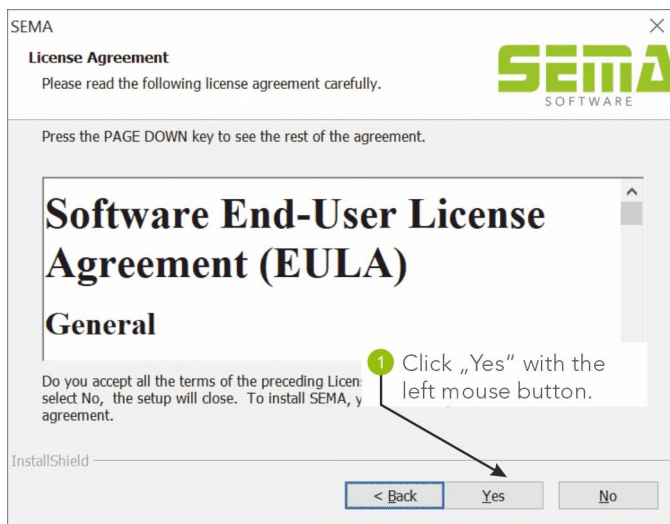 SEMA
License Agreement
Please read the following license agreement carefully.
SEMA
SOFTWARE
Press the PAGE DOWN key to see the rest of the agreement.
Software End-User License
Agreement (EULA)
General
1 Click „Yes“ with the
left mouse button.
Do you accept all the terms of the preceding Licen
select No, the setup will close. To install SEMA, y
agreement.
InstallShield
< Back
Yes
No